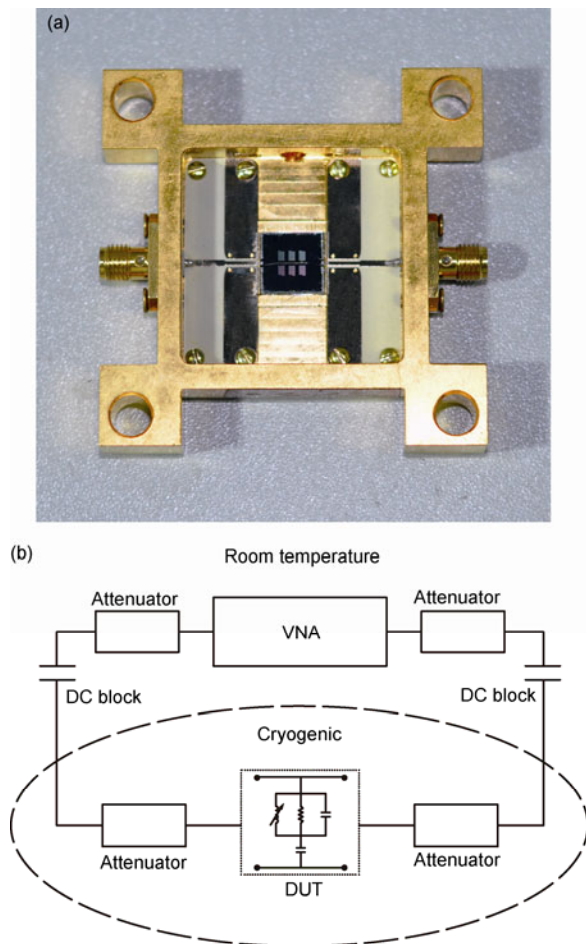 (a)
(b)
Room temperature
Attenuator
VNA
Attenuator
DC block
DC block
Cryogenic
Attenuator
DUT
Attenuator